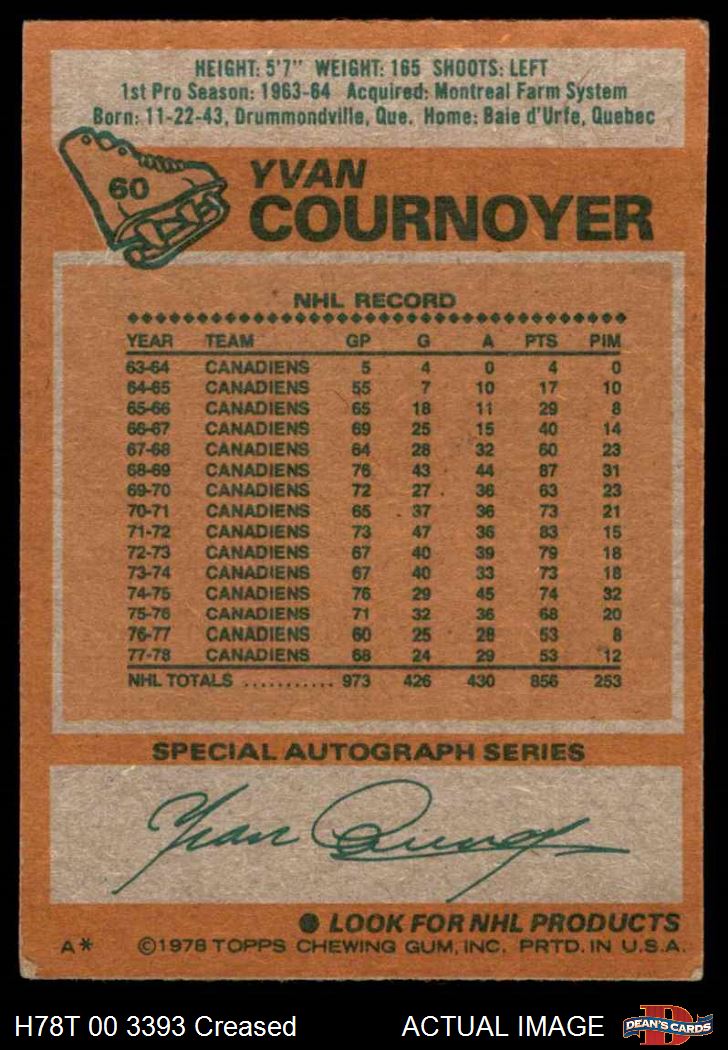 HEIGHT: 5'7" WEIGHT: 165 SHOOTS: LEFT
1st Pro Season: 1963-64 Acquired: Montreal Farm System
Born: 11-22-43, Drummondville, Que. Home: Baie d'Urfe, Quebec
60
YVAN
COURNOYER
NHL RECORD
YEAR TEAM GP G A PTS PIM
63-64 CANADIENS 5 4 0 4 0
64-65 CANADIENS 55 7 10 17 10
65-66 CANADIENS 65 18 11 29 8
66-67 CANADIENS 69 25 15 40 14
67-68 CANADIENS 64 28 32 60 23
68-69 CANADIENS 76 43 44 87 31
69-70 CANADIENS 72 27 36 63 23
70-71 CANADIENS 65 37 36 73 21
71-72 CANADIENS 73 47 36 83 15
72-73 CANADIENS 67 40 39 79 18
73-74 CANADIENS 67 40 33 73 18
74-75 CANADIENS 76 29 45 74 32
75-76 CANADIENS 71 32 36 68 20
76-77 CANADIENS 60 25 28 53 8
77-78 CANADIENS 68 24 29 53 12
NHL TOTALS ........... 973 426 430 856 253
SPECIAL AUTOGRAPH SERIES
Yvan Cournoyer
● LOOK FOR NHL PRODUCTS
A* ©1978 TOPPS CHEWING GUM, INC. PRTD. IN U.S.A.
H78T 00 3393 Creased ACTUAL IMAGE
D
DEAN'S CARDS